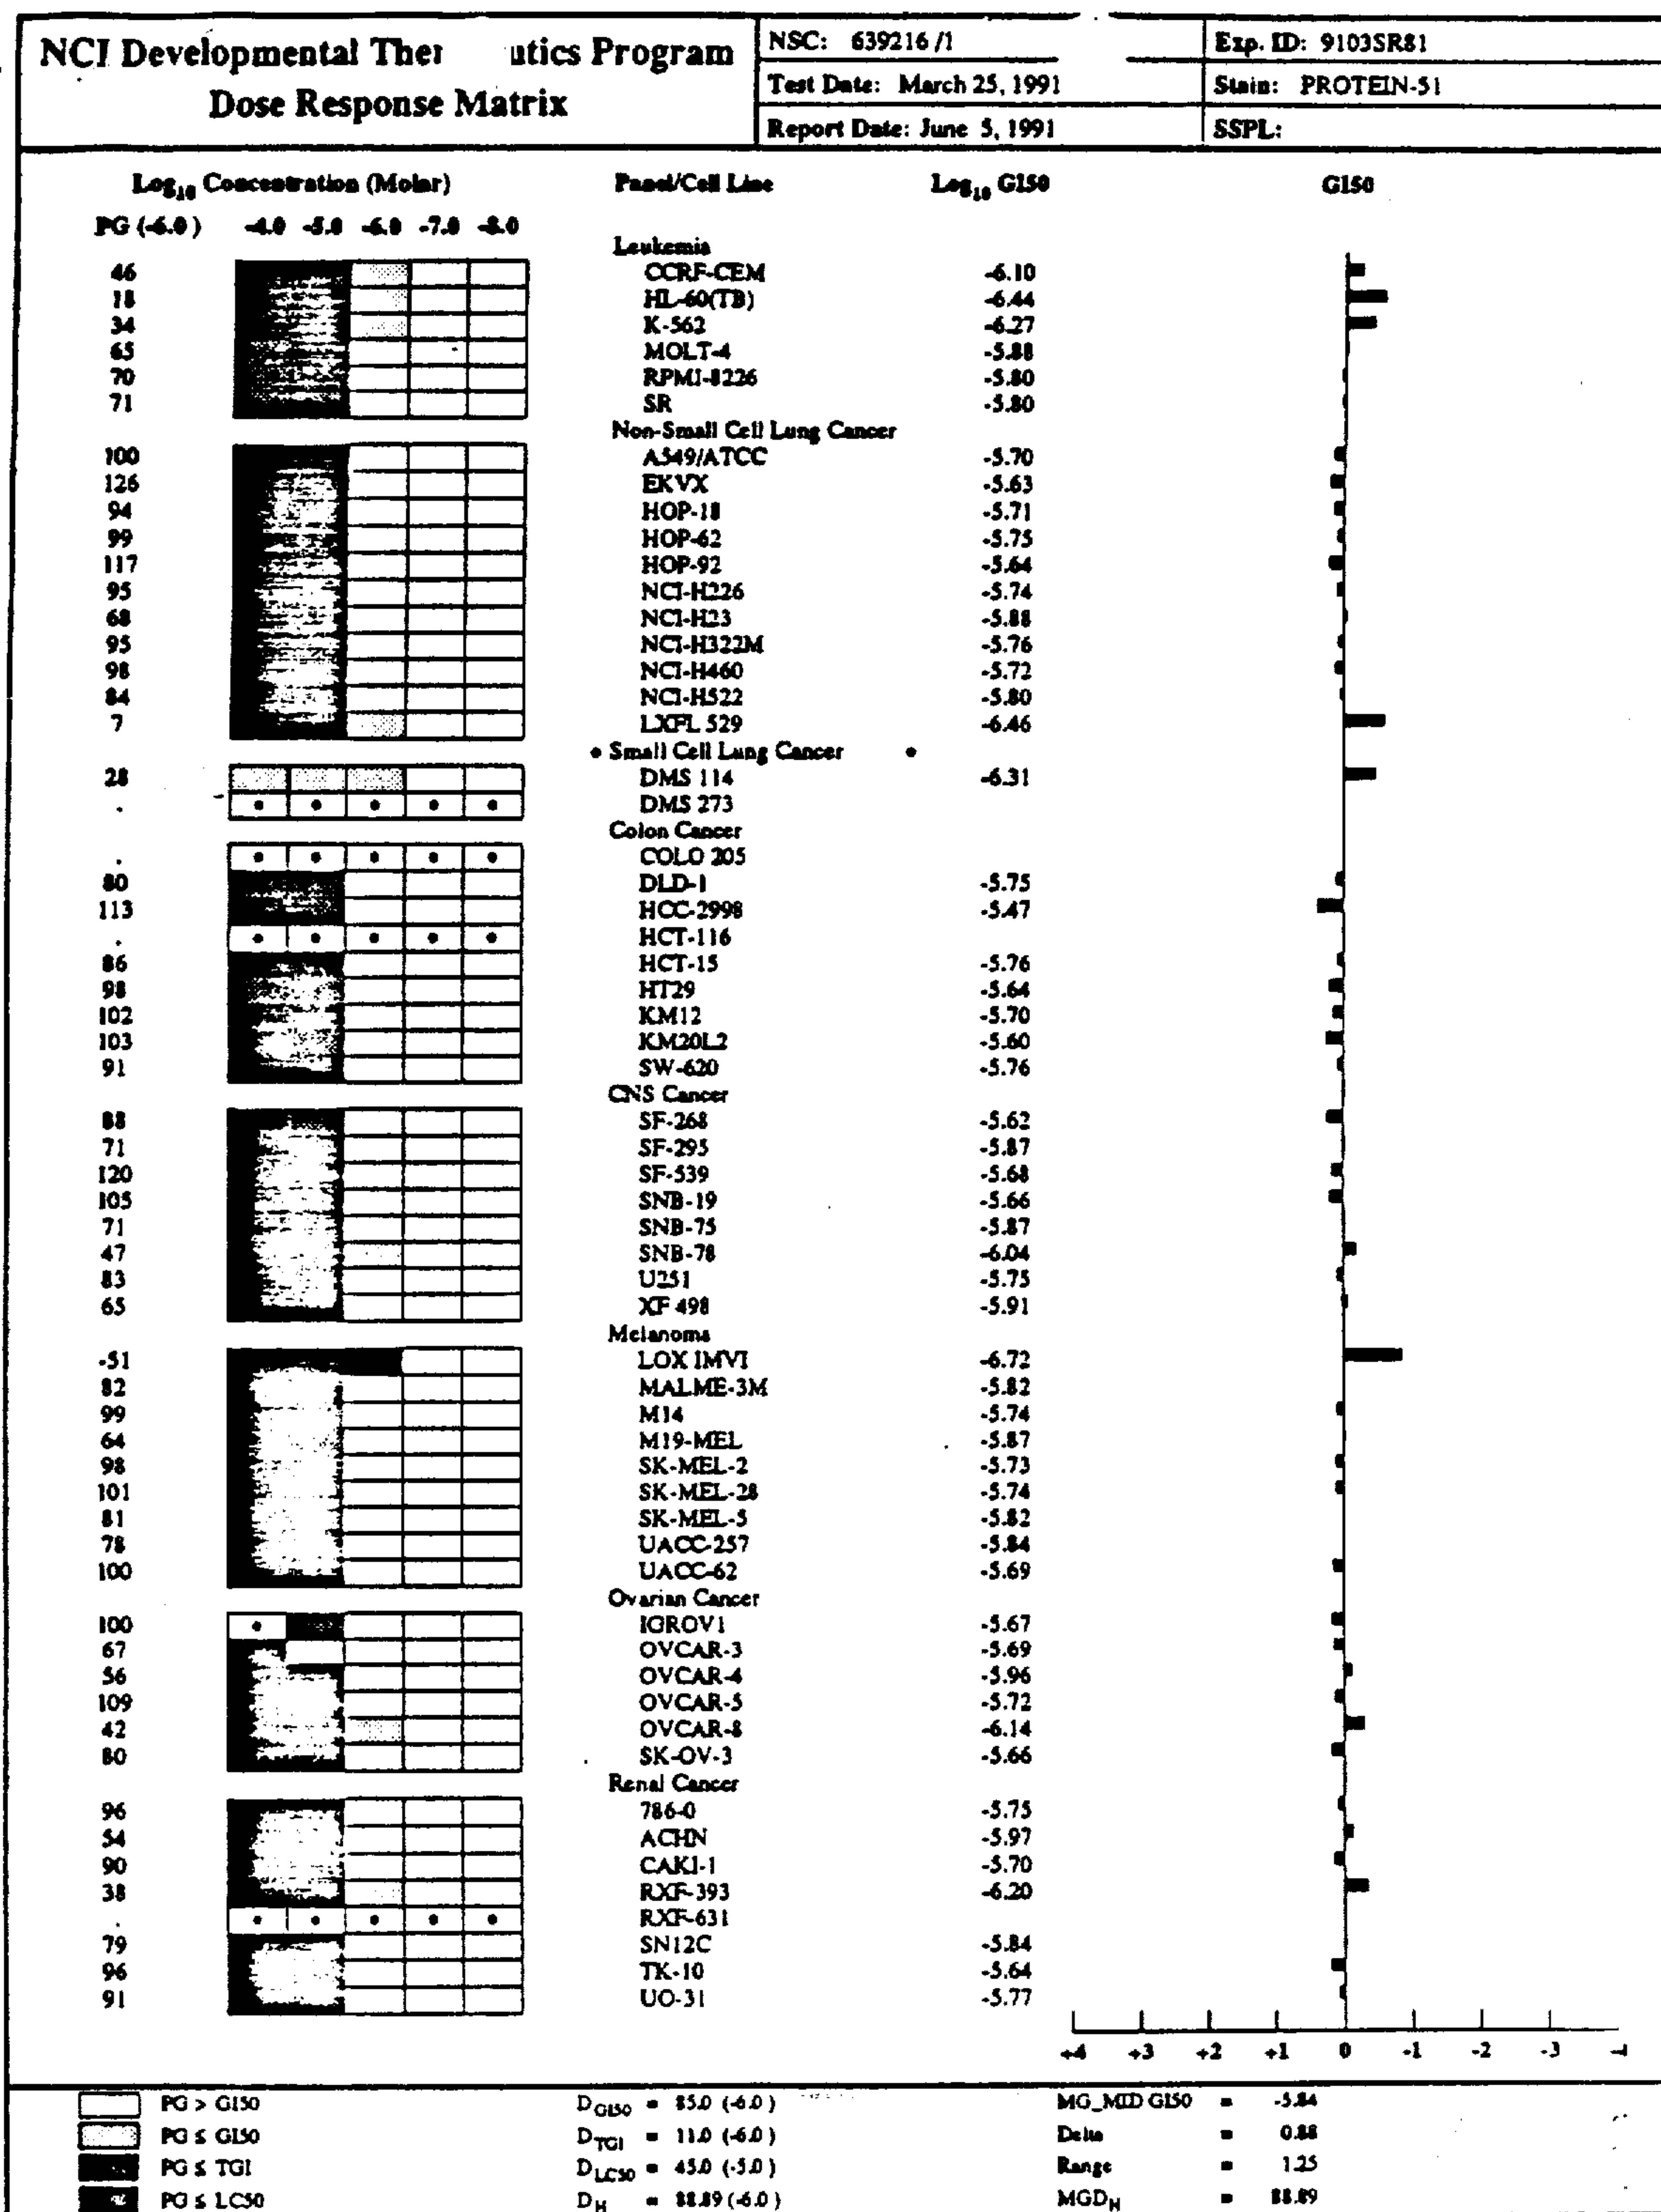 NCI Developmental Ther utics Program
Dose Response Matrix
NSC: 639216 /1
Exp. ID: 9103SR81
Test Date: March 25, 1991
Stain: PROTEIN-51
Report Date: June 5, 1991
SSPL:
Log10 Concentration (Molar) Panel/Cell Line Log10 GI50 GI50
PG (-6.0) -4.0 -5.0 -6.0 -7.0 -8.0
Leukemia
46 CCRF-CEM -6.10
18 HL-60(TB) -6.44
34 K-562 -6.27
65 MOLT-4 -5.88
70 RPMI-8226 -5.80
71 SR -5.80
Non-Small Cell Lung Cancer
100 A549/ATCC -5.70
126 EKVX -5.63
94 HOP-18 -5.71
99 HOP-62 -5.75
117 HOP-92 -5.64
95 NCI-H226 -5.74
68 NCI-H23 -5.88
95 NCI-H322M -5.76
98 NCI-H460 -5.72
84 NCI-H522 -5.80
7 LXFL 529 -6.46
• Small Cell Lung Cancer •
28 DMS 114 -6.31
. • • • • • DMS 273
Colon Cancer
. • • • • • COLO 205
80 DLD-1 -5.75
113 HCC-2998 -5.47
. • • • • • HCT-116
86 HCT-15 -5.76
98 HT29 -5.64
102 KM12 -5.70
103 KM20L2 -5.60
91 SW-620 -5.76
CNS Cancer
88 SF-268 -5.62
71 SF-295 -5.87
120 SF-539 -5.68
105 SNB-19 -5.66
71 SNB-75 -5.87
47 SNB-78 -6.04
83 U251 -5.75
65 XF 498 -5.91
Melanoma
-51 LOX IMVI -6.72
82 MALME-3M -5.82
99 M14 -5.74
64 M19-MEL -5.87
98 SK-MEL-2 -5.73
101 SK-MEL-28 -5.74
81 SK-MEL-5 -5.82
78 UACC-257 -5.84
100 UACC-62 -5.69
Ovarian Cancer
100 • IGROV1 -5.67
67 OVCAR-3 -5.69
56 OVCAR-4 -5.96
109 OVCAR-5 -5.72
42 OVCAR-8 -6.14
80 SK-OV-3 -5.66
Renal Cancer
96 786-0 -5.75
54 ACHN -5.97
90 CAKI-1 -5.70
38 RXF-393 -6.20
. • • • • • RXF-631
79 SN12C -5.84
96 TK-10 -5.64
91 UO-31 -5.77
+4 +3 +2 +1 0 -1 -2 -3
PG > GI50 D GI50 = 85.0 (-6.0) MG_MID GI50 = -5.84
PG ≤ GI50 D TGI = 11.0 (-6.0) Delta = 0.88
PG ≤ TGI D LC50 = 45.0 (-5.0) Range = 1.25
PG ≤ LC50 D H = 88.89 (-6.0) MGD H = 88.89